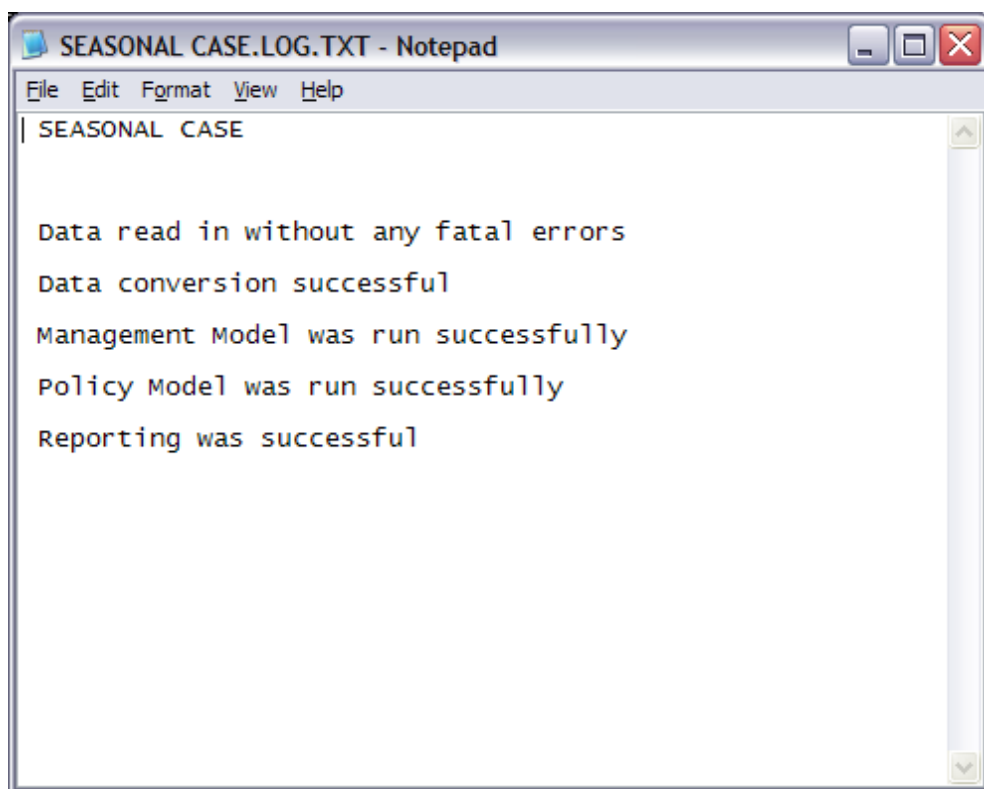 SEASONAL CASE.LOG.TXT - Notepad
File Edit Format View Help
SEASONAL CASE
Data read in without any fatal errors
Data conversion successful
Management Model was run successfully
Policy Model was run successfully
Reporting was successful